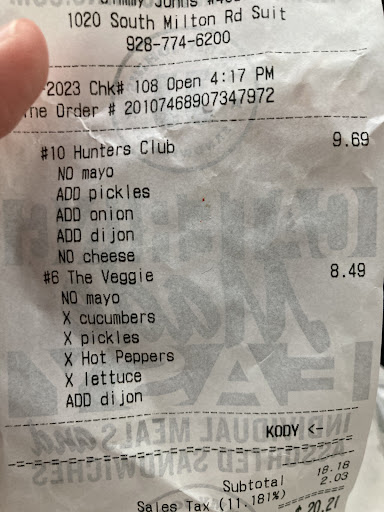 Jimmy Johns
1020 South Milton Rd Suit
928-774-6200
-2023 Chk# 108 Open 4:17 PM
ne Order # 20107468907347972
#10 Hunters Club 9.69
NO mayo
ADD pickles
ADD onion
ADD dijon
NO cheese
#6 The Veggie 8.49
NO mayo
X cucumbers
X pickles
X Hot Peppers
X lettuce
ADD dijon
KODY <-
Subtotal 18.18
Sales Tax (11.181%) 2.03
$ 20.21